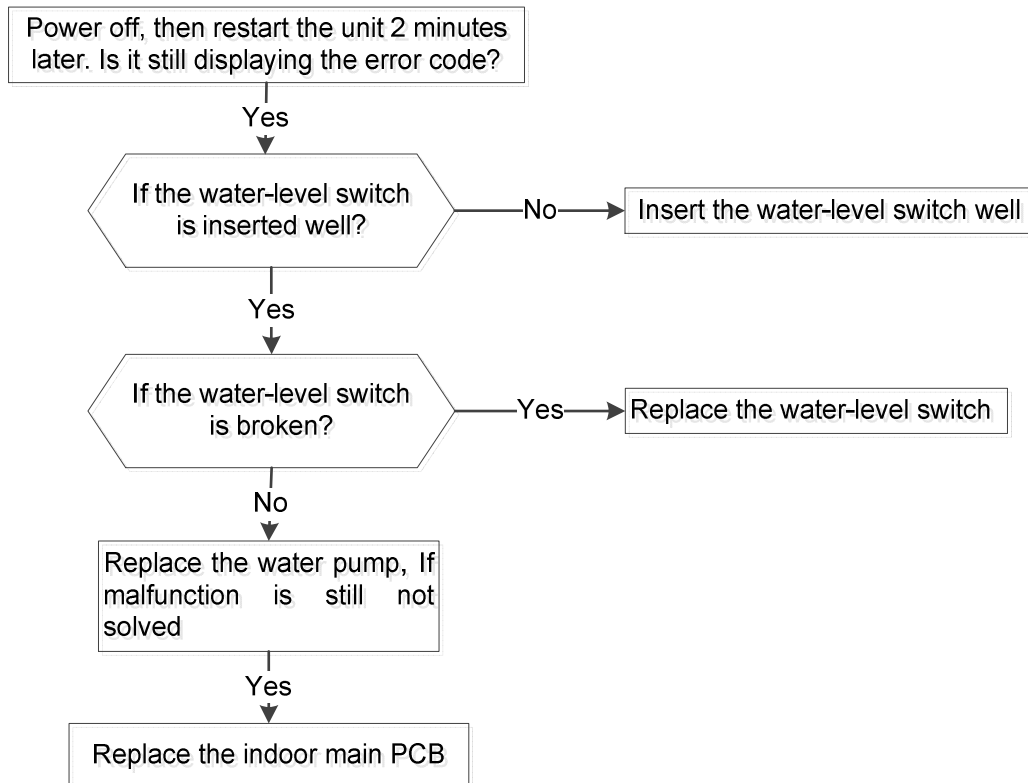 Power off, then restart the unit 2 minutes
later. Is it still displaying the error code?
Yes
If the water-level switch
is inserted well?
No
Insert the water-level switch well
Yes
If the water-level switch
is broken?
Yes
Replace the water-level switch
No
Replace the water pump, If
malfunction is still not
solved
Yes
Replace the indoor main PCB